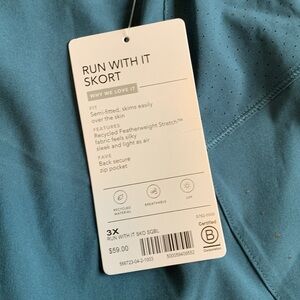 RUN WITH IT
SKORT
WHY WE LOVE IT
FIT
Semi-fitted, skims easily
over the skin
FEATURES
Recycled Featherweight Stretch™
fabric feels silky
sleek and light as air
FAVE
Back secure
zip pocket
RECYCLED
MATERIAL
BREATHABLE
UPF
3X
RUN WITH IT SKO SQBL
$59.00
Certified
B
Corporation